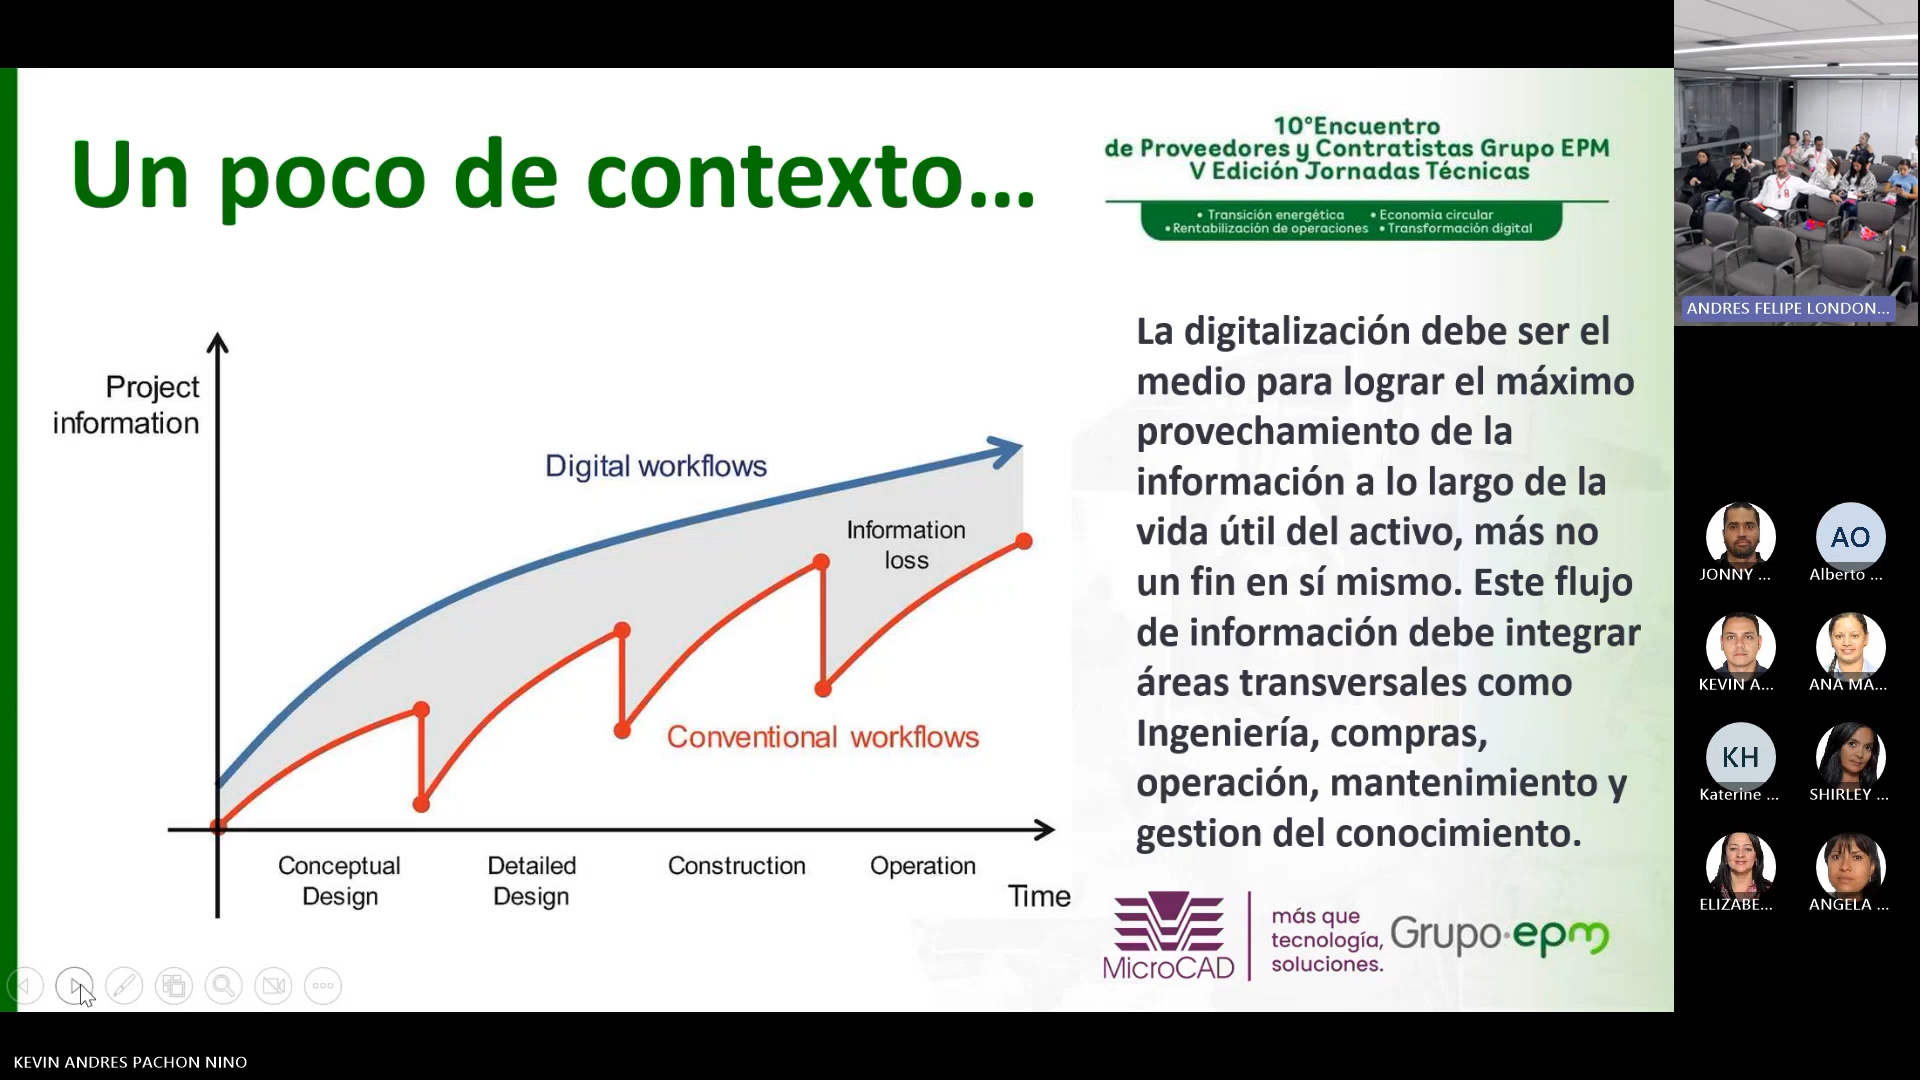 Un poco de contexto...
10°Encuentro
de Proveedores y Contratistas Grupo EPM
V Edición Jornadas Técnicas
• Transición energética • Economía circular
• Rentabilización de operaciones • Transformación digital
Project
information
Digital workflows
Information
loss
Conventional workflows
Conceptual
Design
Detailed
Design
Construction
Operation
Time
La digitalización debe ser el
medio para lograr el máximo
provechamiento de la
información a lo largo de la
vida útil del activo, más no
un fin en sí mismo. Este flujo
de información debe integrar
áreas transversales como
Ingeniería, compras,
operación, mantenimiento y
gestion del conocimiento.
MicroCAD
más que
tecnología,
soluciones.
Grupo·epm
ANDRES FELIPE LONDON...
JONNY ...
AO
Alberto ...
KEVIN A...
ANA MA...
KH
Katerine ...
SHIRLEY ...
ELIZABE...
ANGELA ...
KEVIN ANDRES PACHON NINO